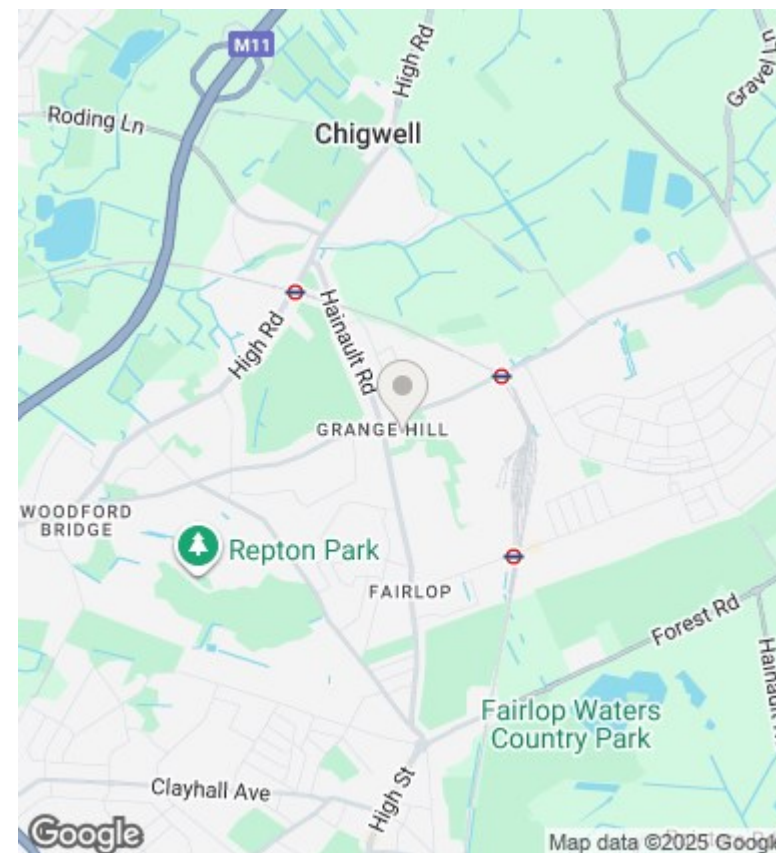 M11
High Rd
Roding Ln
Chigwell
Gravel Ln
Hainault Rd
High Rd
GRANGE HILL
WOODFORD
BRIDGE
Repton Park
FAIRLOP
Forest Rd
Hainault
Fairlop Waters
Country Park
Clayhall Ave
High St
Google
Map data ©2025 Google